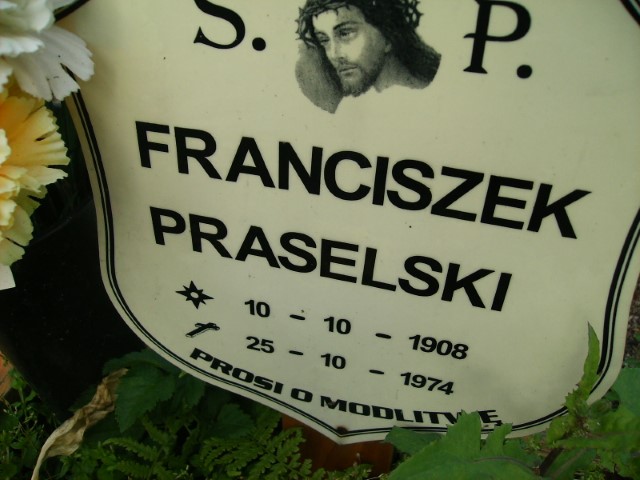 S. P.
FRANCISZEK
PRASELSKI
10 - 10 - 1908
25 - 10 - 1974
PROSI O MODLITWĘ